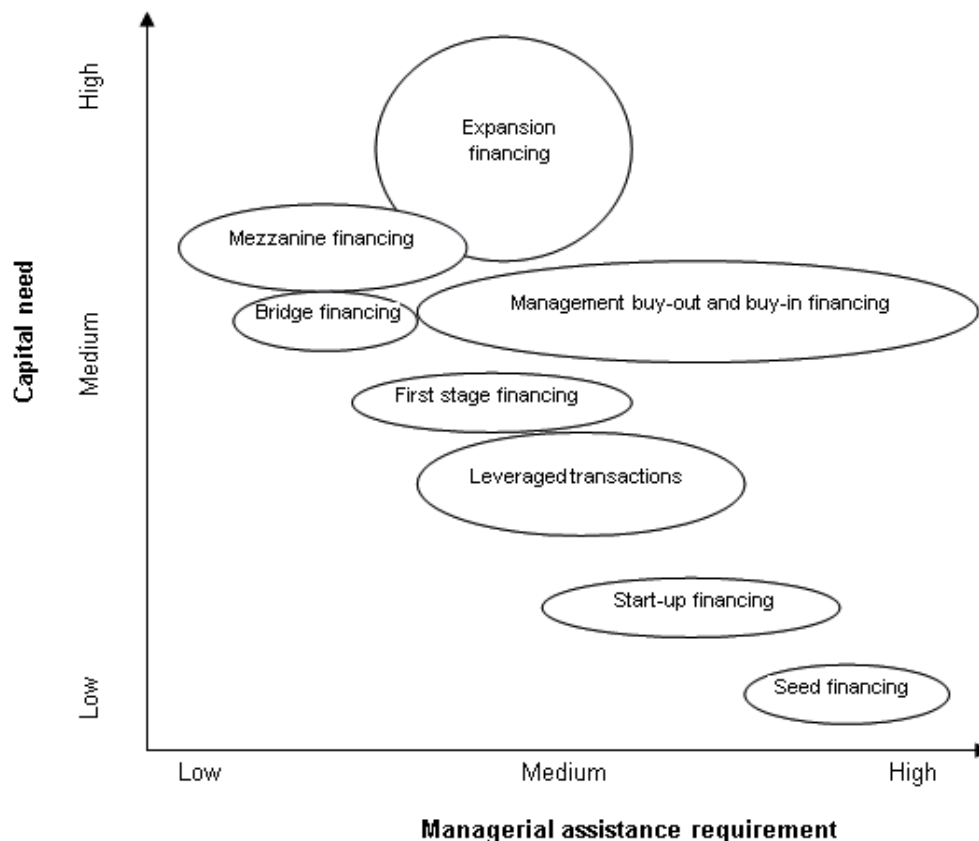 High
Expansion
financing
Mezzanine financing
Bridge financing
Management buy-out and buy-in financing
Capital need
Medium
First stage financing
Leveraged transactions
Start-up financing
Seed financing
Low
Low
Medium
High
Managerial assistance requirement